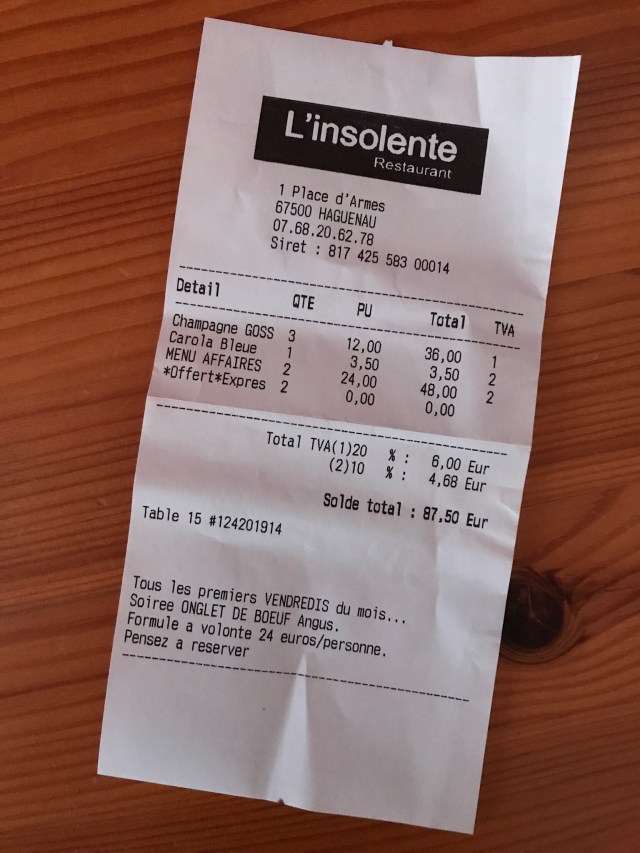 L'insolente
Restaurant
1 Place d'Armes
67500 HAGUENAU
07.68.20.62.78
Siret : 817 425 583 00014
Detail QTE PU Total TVA
Champagne GOSS 3 12,00 36,00 1
Carola Bleue 1 3,50 3,50 2
MENU AFFAIRES 2 24,00 48,00 2
*Offert*Expres 2 0,00 0,00
Total TVA(1)20 % : 6,00 Eur
(2)10 % : 4,68 Eur
Solde total : 87,50 Eur
Table 15 #124201914
Tous les premiers VENDREDIS du mois...
Soiree ONGLET DE BOEUF Angus.
Formule a volonte 24 euros/personne.
Pensez a reserver